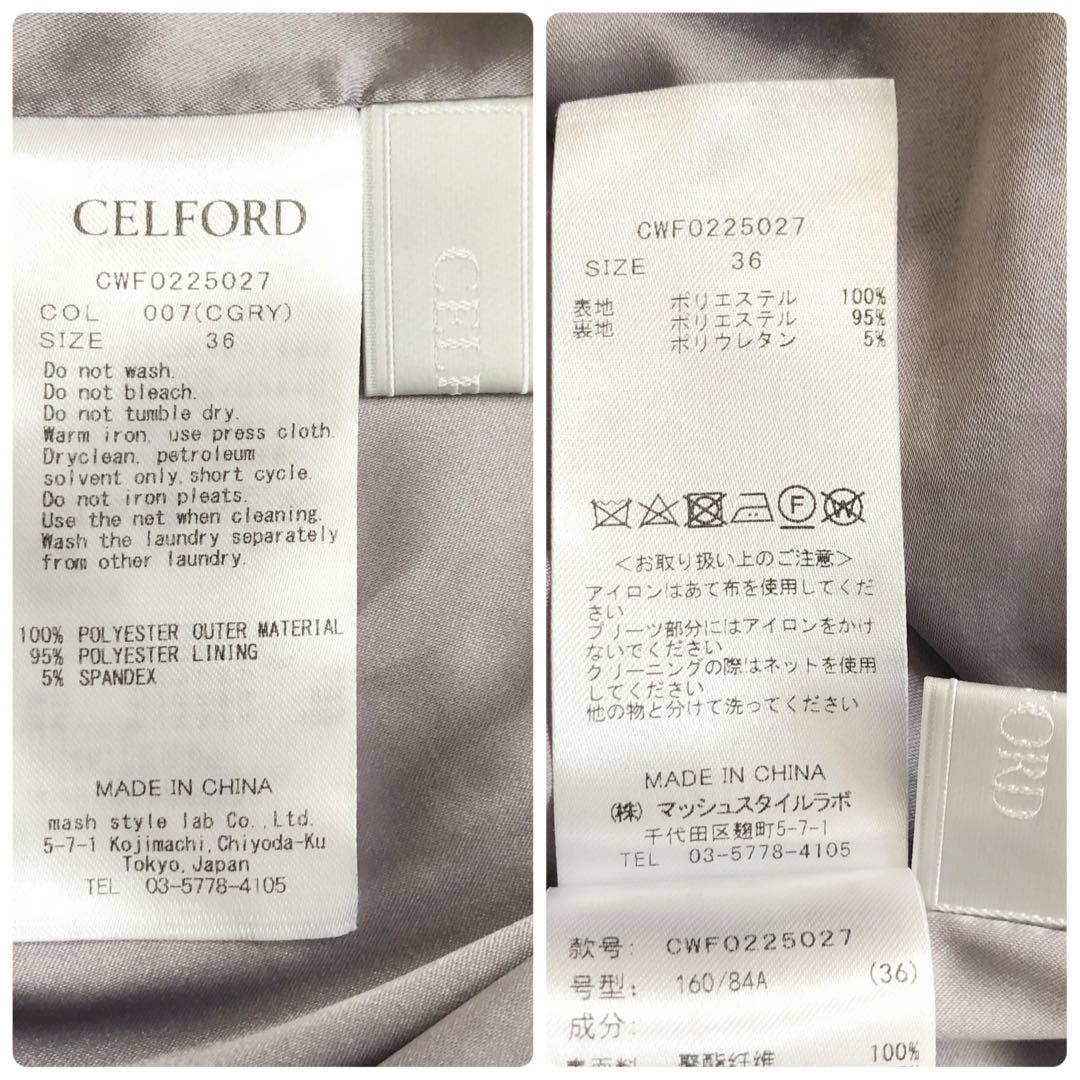 CELFORD
CWF0225027
COL 007(CGRY)
SIZE 36
Do not wash.
Do not bleach.
Do not tumble dry.
Warm iron, use press cloth.
Dryclean, petroleum
solvent only,short cycle.
Do not iron pleats.
Use the net when cleaning.
Wash the laundry separately
from other laundry.
100% POLYESTER OUTER MATERIAL
95% POLYESTER LINING
5% SPANDEX
MADE IN CHINA
mash style lab Co.,Ltd.
5-7-1 Kojimachi,Chiyoda-Ku
Tokyo,Japan
TEL 03-5778-4105
CELF
CWF0225027
SIZE 36
表地 ポリエステル 100%
裏地 ポリエステル 95%
ポリウレタン 5%
F
W
<お取り扱い上のご注意>
アイロンはあて布を使用してくだ
さい
プリーツ部分にはアイロンをかけ
ないでください
クリーニングの際はネットを使用
してください
他の物と分けて洗ってください
MADE IN CHINA
(株) マッシュスタイルラボ
千代田区麹町5-7-1
TEL 03-5778-4105
ORD
款号: CWF0225027
号型: 160/84A (36)
成分:
表面料 聚酯纤维 100%